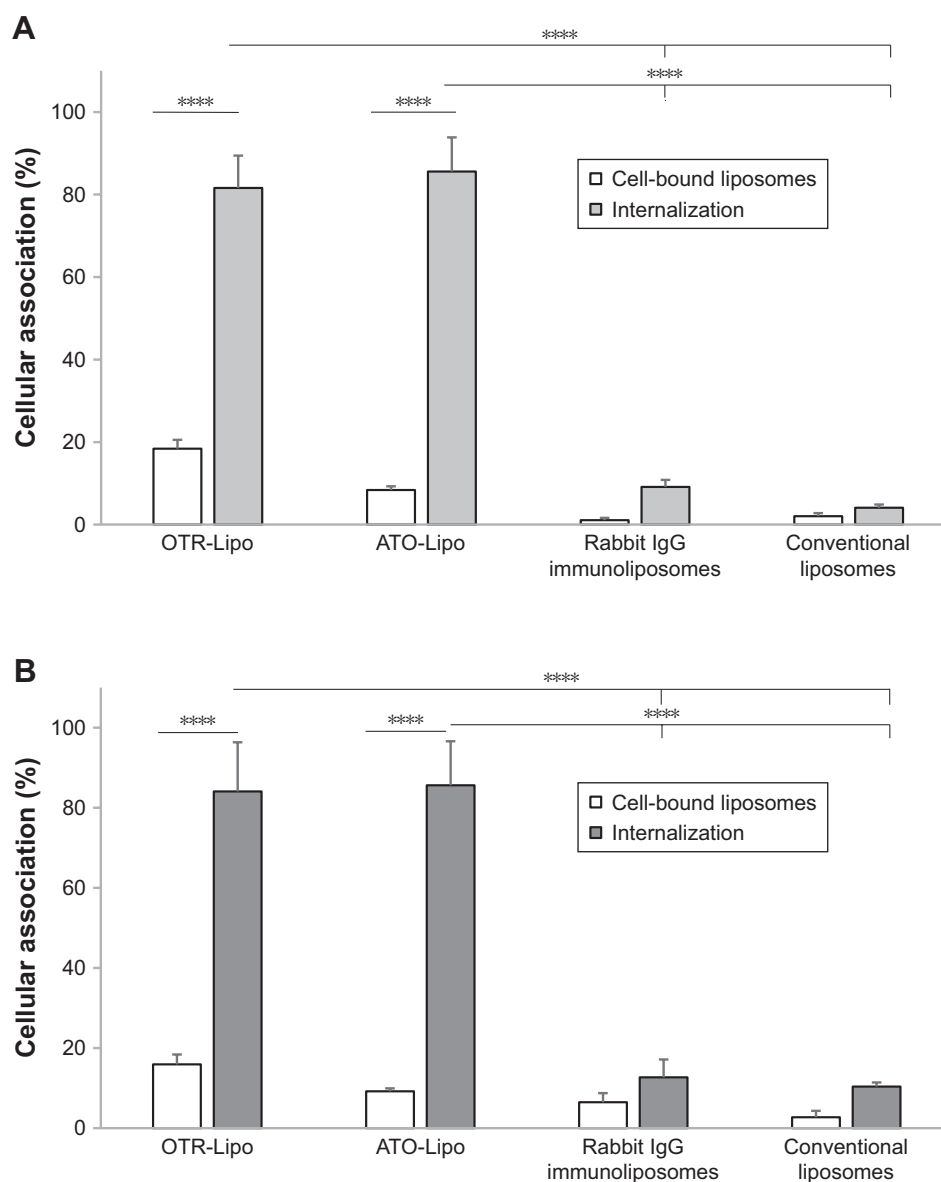 A
****
****
****
****
100
80
60
40
20
0
Cellular association (%)
Cell-bound liposomes
Internalization
OTR-Lipo
ATO-Lipo
Rabbit IgG
immunoliposomes
Conventional
liposomes
B
****
****
****
****
100
80
60
40
20
0
Cellular association (%)
Cell-bound liposomes
Internalization
OTR-Lipo
ATO-Lipo
Rabbit IgG
immunoliposomes
Conventional
liposomes